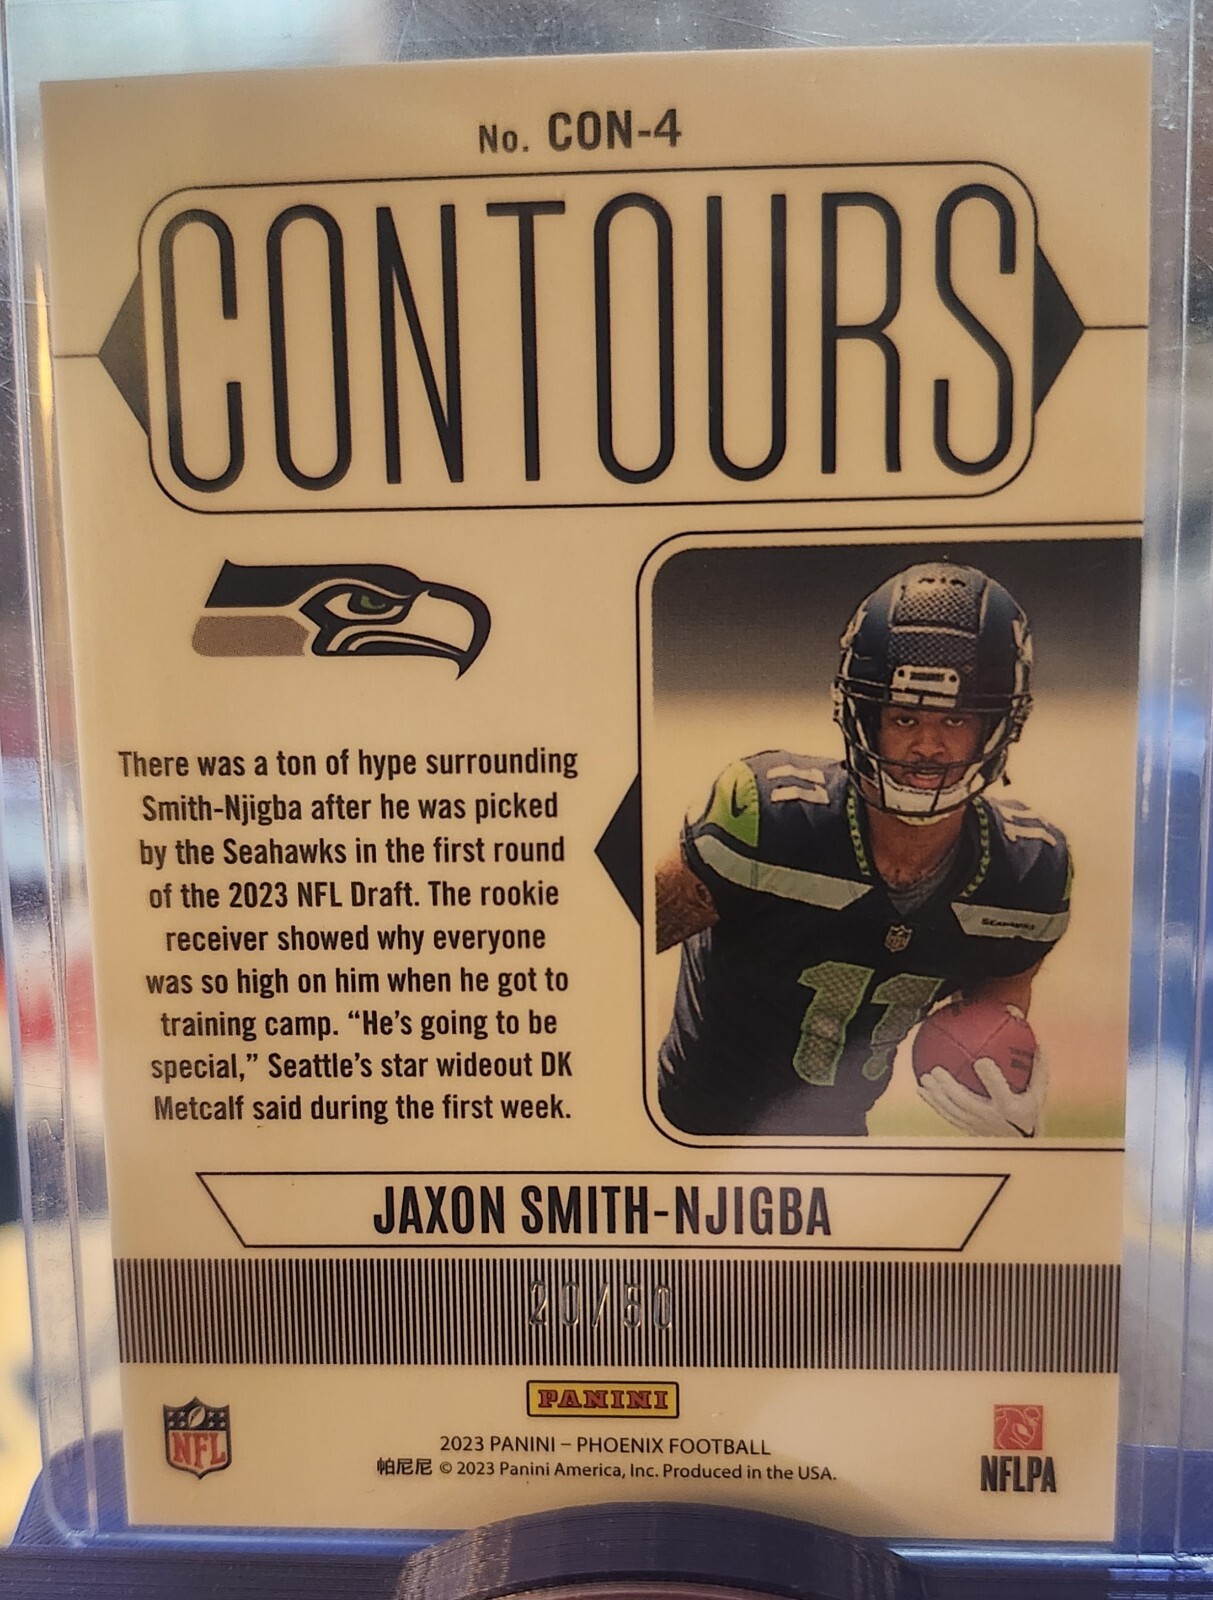 No. CON-4
CONTOURS
There was a ton of hype surrounding
Smith-Njigba after he was picked
by the Seahawks in the first round
of the 2023 NFL Draft. The rookie
receiver showed why everyone
was so high on him when he got to
training camp. “He’s going to be
special,” Seattle’s star wideout DK
Metcalf said during the first week.
11
11
SEAHAWKS
11
JAXON SMITH-NJIGBA
20/50
PANINI
NFL
2023 PANINI – PHOENIX FOOTBALL
帕尼尼 © 2023 Panini America, Inc. Produced in the USA.
NFLPA